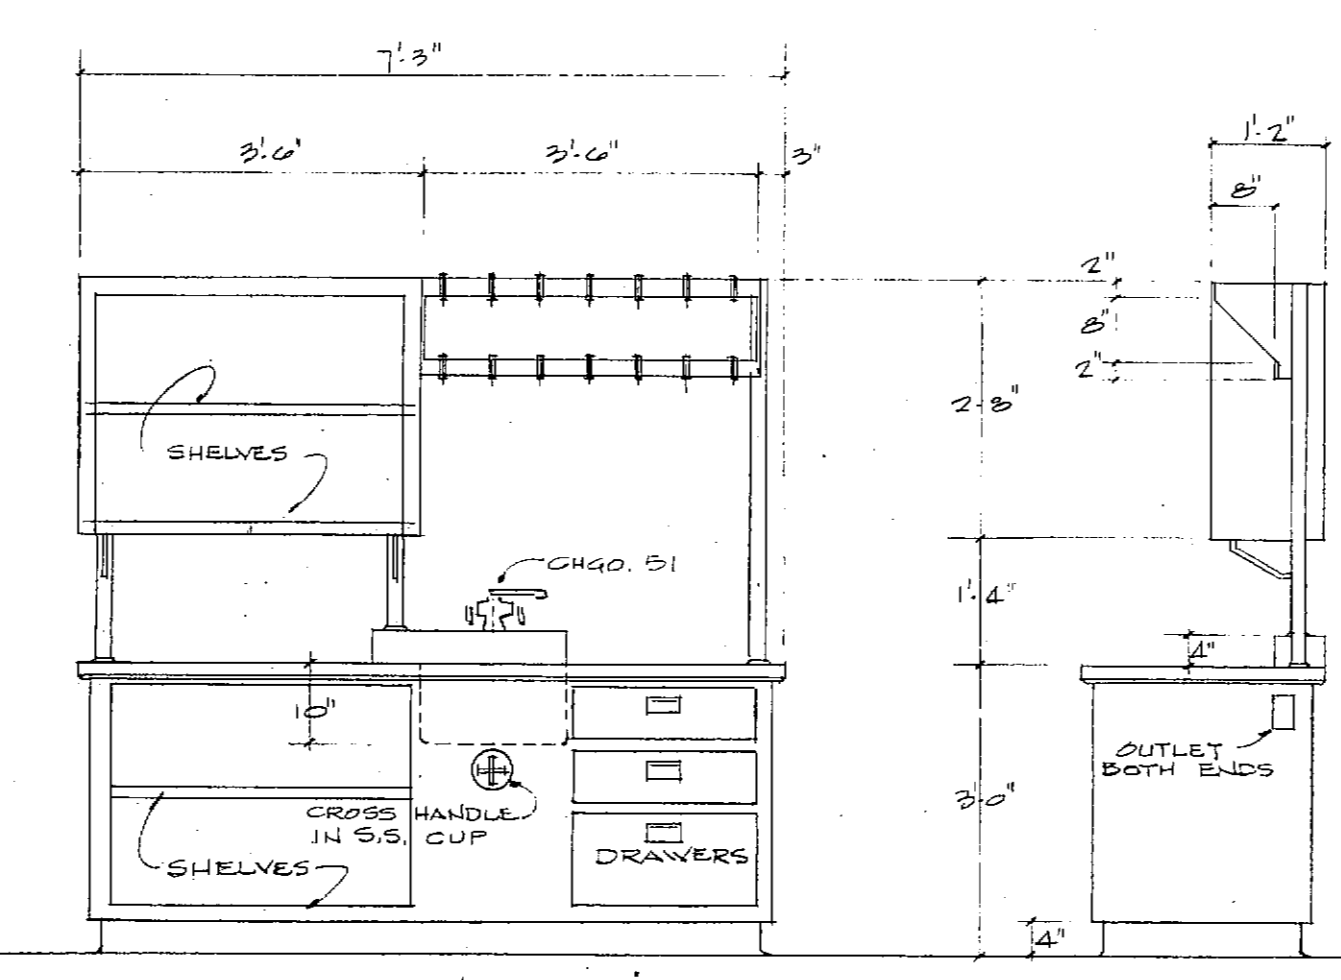 7'-3"
3'-6" 3'-6" 3"
1'-2"
8"
2"
8"
2"
2'-8"
SHELVES
CHGO. 51
1'-4"
4"
10"
OUTLET
BOTH ENDS
3'-0"
CROSS HANDLE
IN S.S. CUP
DRAWERS
SHELVES
4"